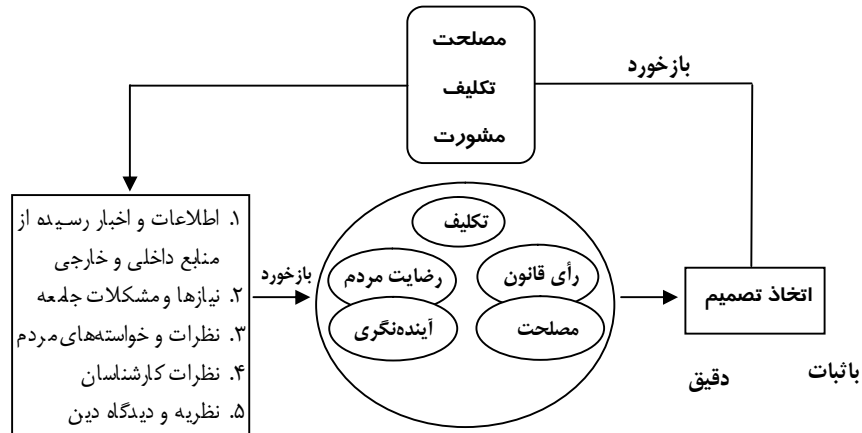 مصلحت
تکلیف
مشورت
بازخورد
۱. اطلاعات و اخبار رسیده از
منابع داخلی و خارجی
۲. نیازها و مشکلات جامعه
۳. نظرات و خواسته‌های مردم
۴. نظرات کارشناسان
۵. نظریه و دیدگاه دین
بازخورد
تکلیف
رأی قانون
رضایت مردم
مصلحت
آینده‌نگری
اتخاذ تصمیم
باثبات
دقیق